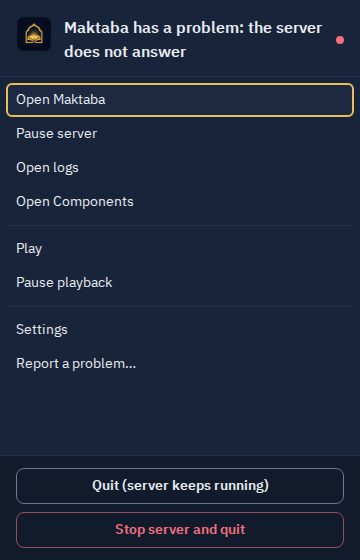 Maktaba has a problem: the server
does not answer
Open Maktaba
Pause server
Open logs
Open Components
Play
Pause playback
Settings
Report a problem...
Quit (server keeps running)
Stop server and quit